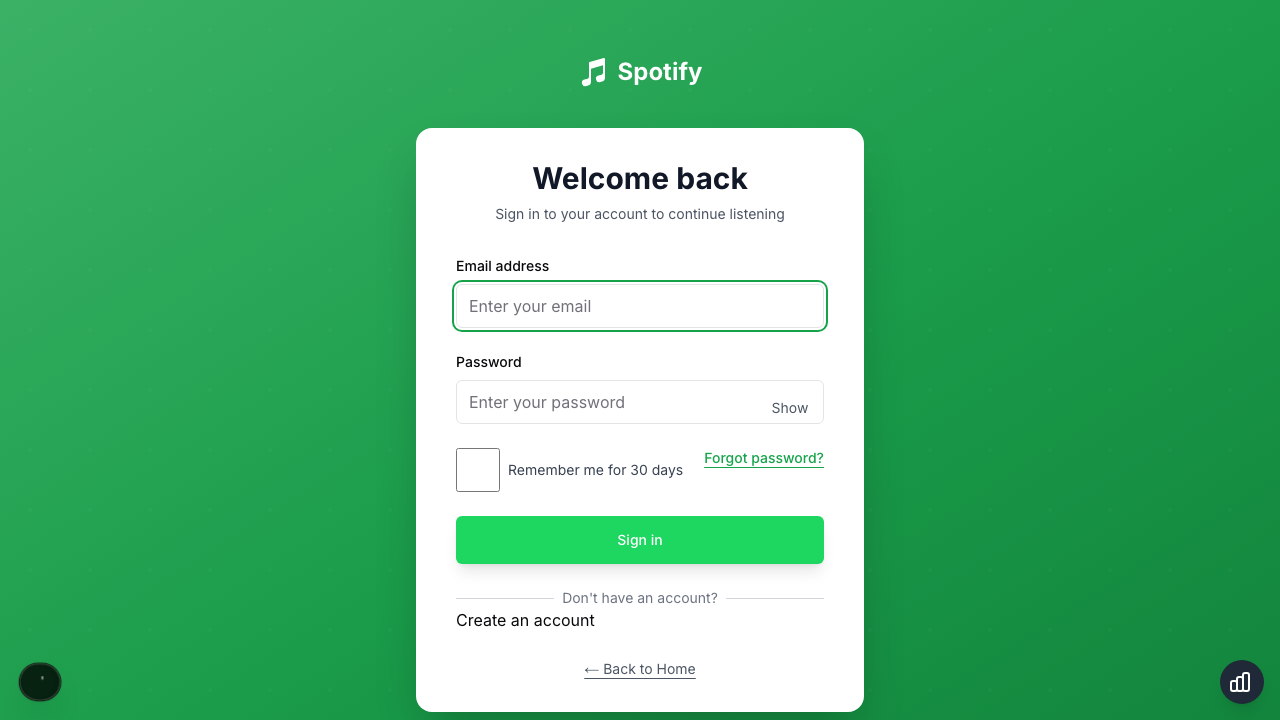 Spotify
Welcome back
Sign in to your account to continue listening
Email address
Enter your email
Password
Enter your password
Show
Remember me for 30 days
Forgot password?
Sign in
Don't have an account?
Create an account
← Back to Home